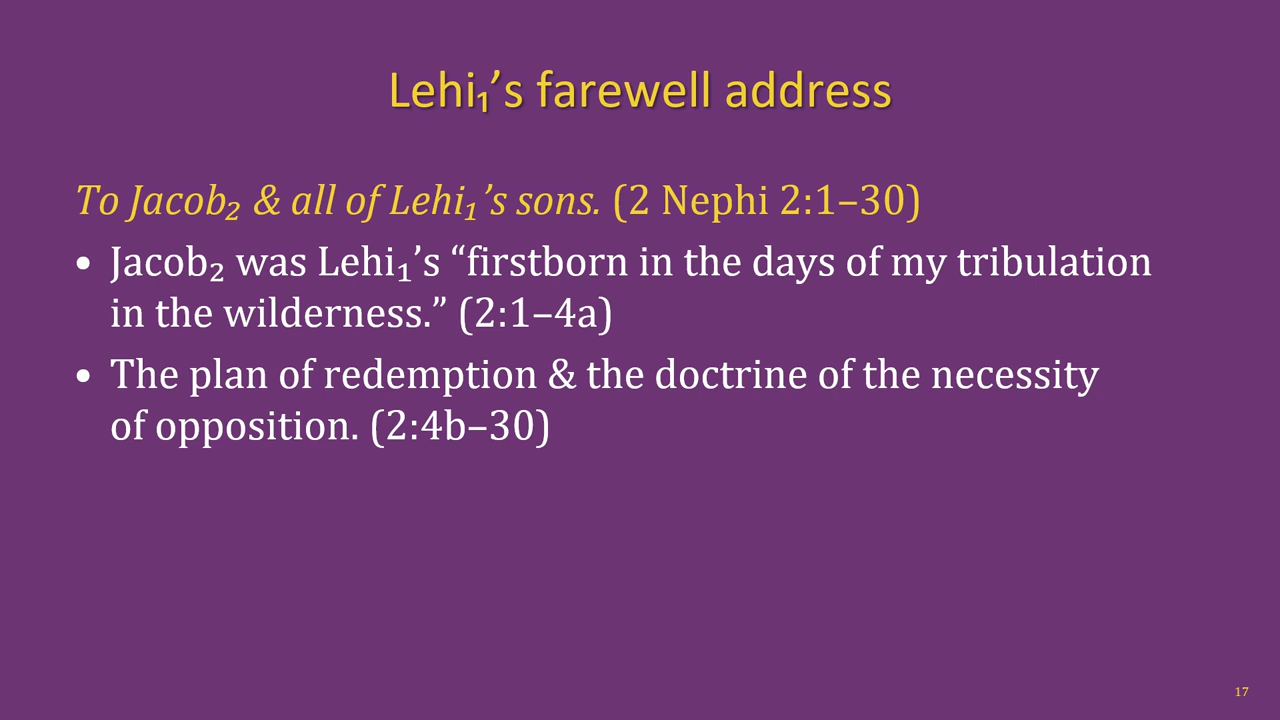 Lehi₁’s farewell address
To Jacob₂ & all of Lehi₁’s sons. (2 Nephi 2:1–30)
• Jacob₂ was Lehi₁’s “firstborn in the days of my tribulation
in the wilderness.” (2:1–4a)
• The plan of redemption & the doctrine of the necessity
of opposition. (2:4b–30)
17